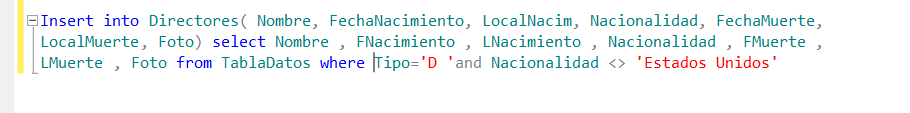 Insert into Directores( Nombre, FechaNacimiento, LocalNacim, Nacionalidad, FechaMuerte,
LocalMuerte, Foto) select Nombre , FNacimiento , LNacimiento , Nacionalidad , FMuerte ,
LMuerte , Foto from TablaDatos where Tipo='D 'and Nacionalidad <> 'Estados Unidos'